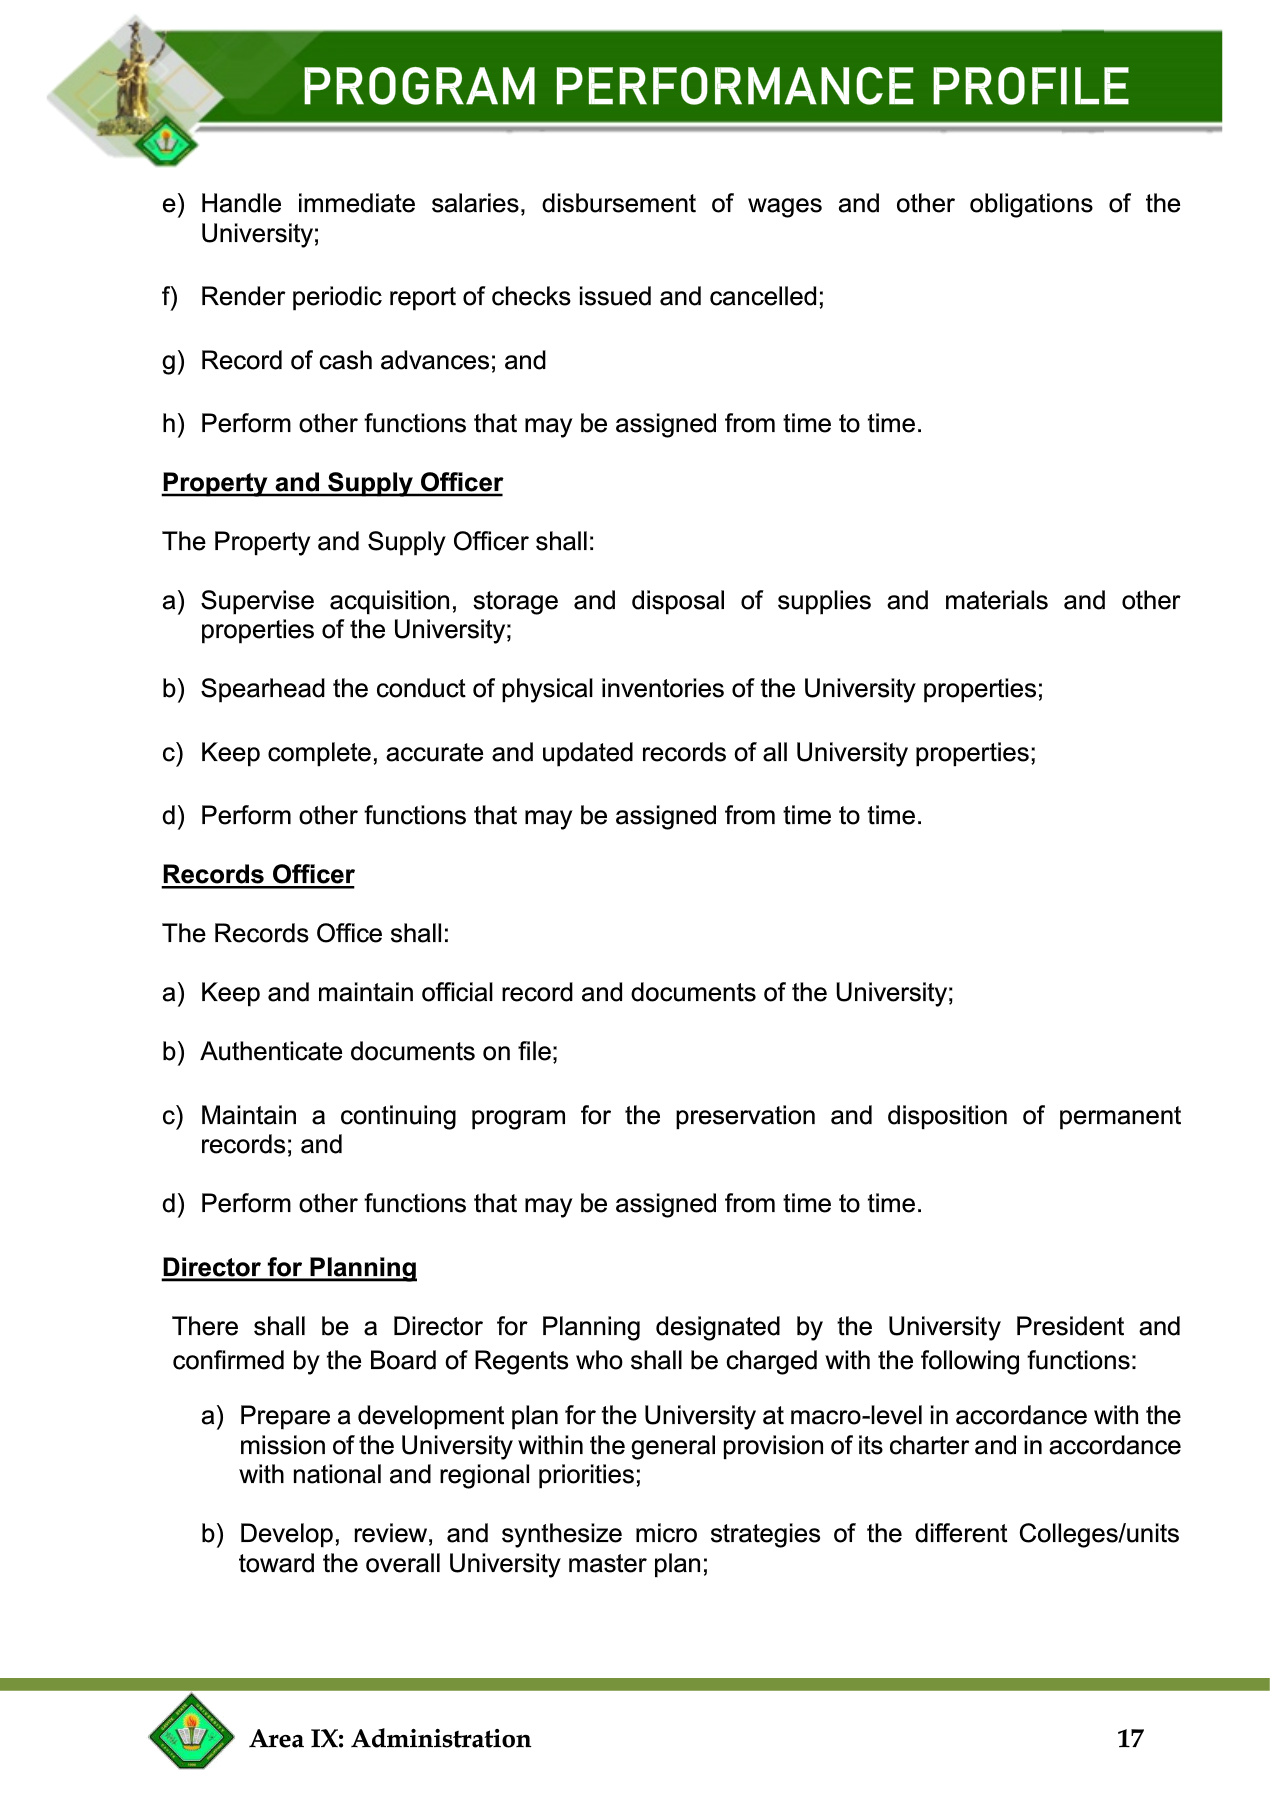 PROGRAM PERFORMANCE PROFILE
e) Handle immediate salaries, disbursement of wages and other obligations of the
University;
f) Render periodic report of checks issued and cancelled;
g) Record of cash advances; and
h) Perform other functions that may be assigned from time to time.
Property and Supply Officer
The Property and Supply Officer shall:
a) Supervise acquisition, storage and disposal of supplies and materials and other
properties of the University;
b) Spearhead the conduct of physical inventories of the University properties;
c) Keep complete, accurate and updated records of all University properties;
d) Perform other functions that may be assigned from time to time.
Records Officer
The Records Office shall:
a) Keep and maintain official record and documents of the University;
b) Authenticate documents on file;
c) Maintain a continuing program for the preservation and disposition of permanent
records; and
d) Perform other functions that may be assigned from time to time.
Director for Planning
There shall be a Director for Planning designated by the University President and
confirmed by the Board of Regents who shall be charged with the following functions:
a) Prepare a development plan for the University at macro-level in accordance with the
mission of the University within the general provision of its charter and in accordance
with national and regional priorities;
b) Develop, review, and synthesize micro strategies of the different Colleges/units
toward the overall University master plan;
Area IX: Administration 17